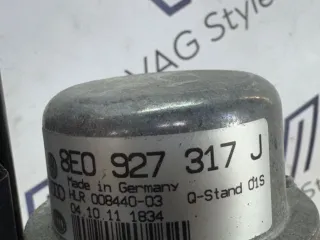 VAG Style
8E0 927 317 J
Made in Germany
HLR 008440-03 Q-Stand 01S
04.10.11 1834